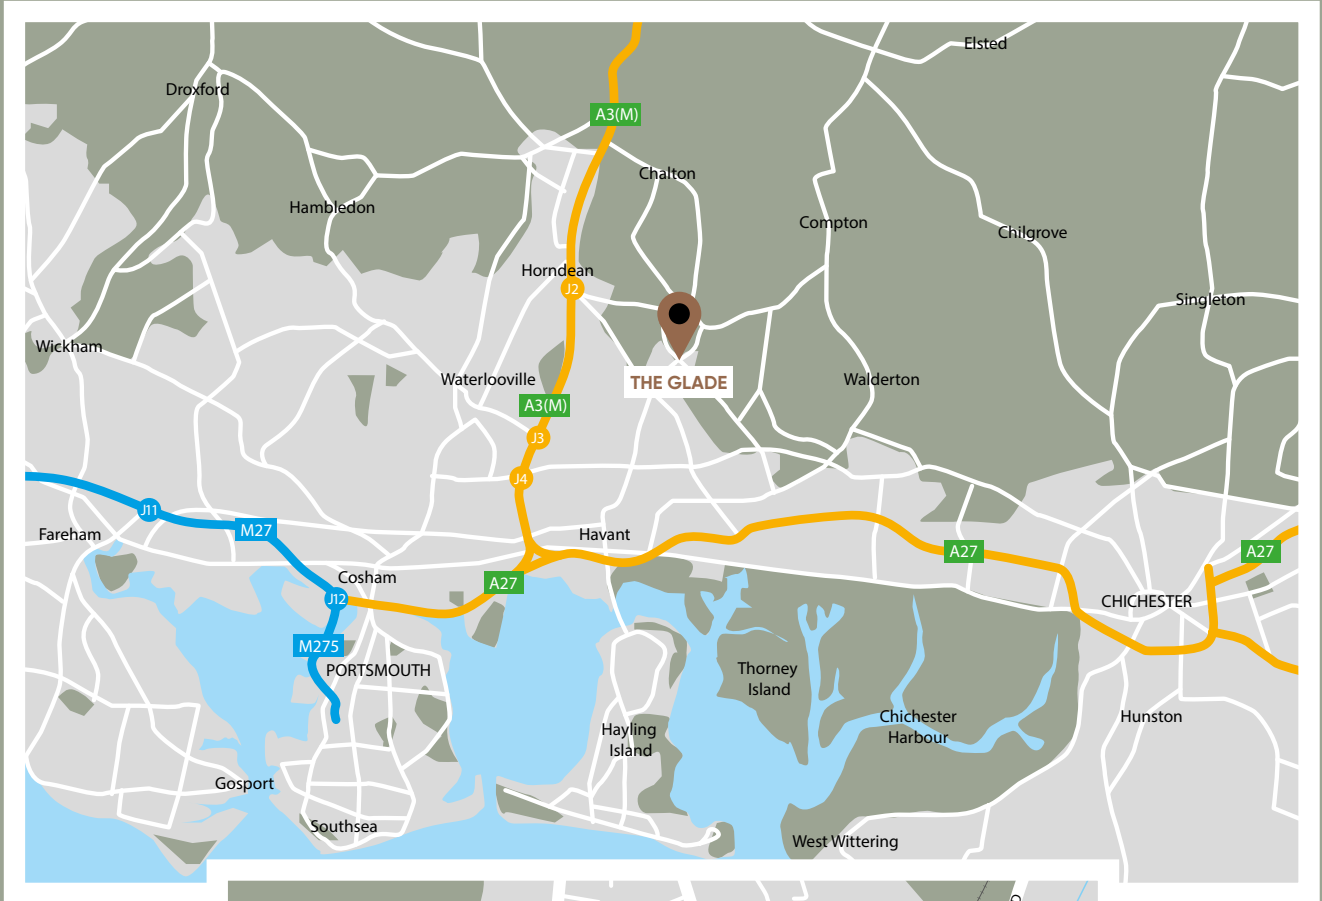 Elsted
Droxford
A3(M)
Chalton
Hambledon
Compton
Chilgrove
Horndean
J2
Singleton
Wickham
Waterlooville
THE GLADE
Walderton
A3(M)
J3
J4
J11
M27
Fareham
Havant
A27
A27
Cosham
A27
J12
CHICHESTER
M275
PORTSMOUTH
Thorney
Island
Chichester
Harbour
Hunston
Hayling
Island
Gosport
Southsea
West Wittering